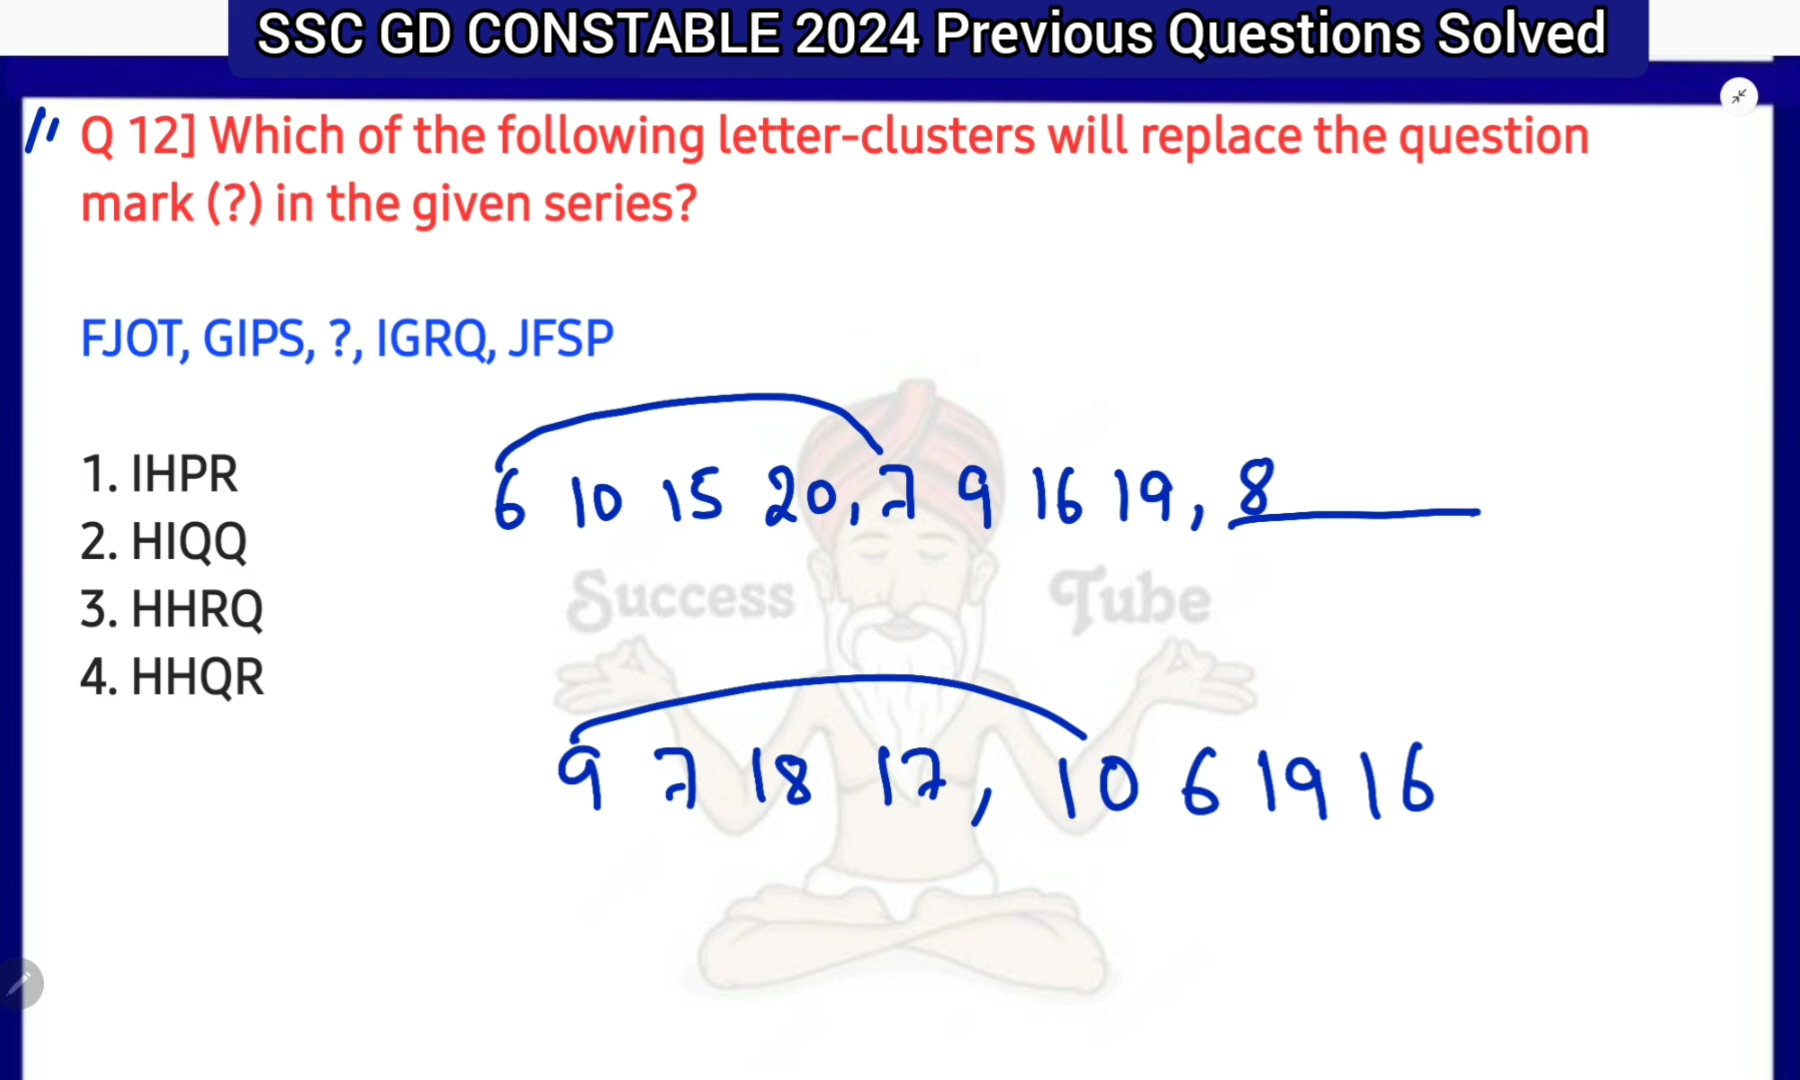 SSC GD CONSTABLE 2024 Previous Questions Solved
Q 12] Which of the following letter-clusters will replace the question
mark (?) in the given series?
FJOT, GIPS, ?, IGRQ, JFSP
1. IHPR
2. HIQQ
3. HHRQ
4. HHQR
6 10 15 20, 7 9 16 19, 8
Success Tube
9 7 18 17, 10 6 19 16